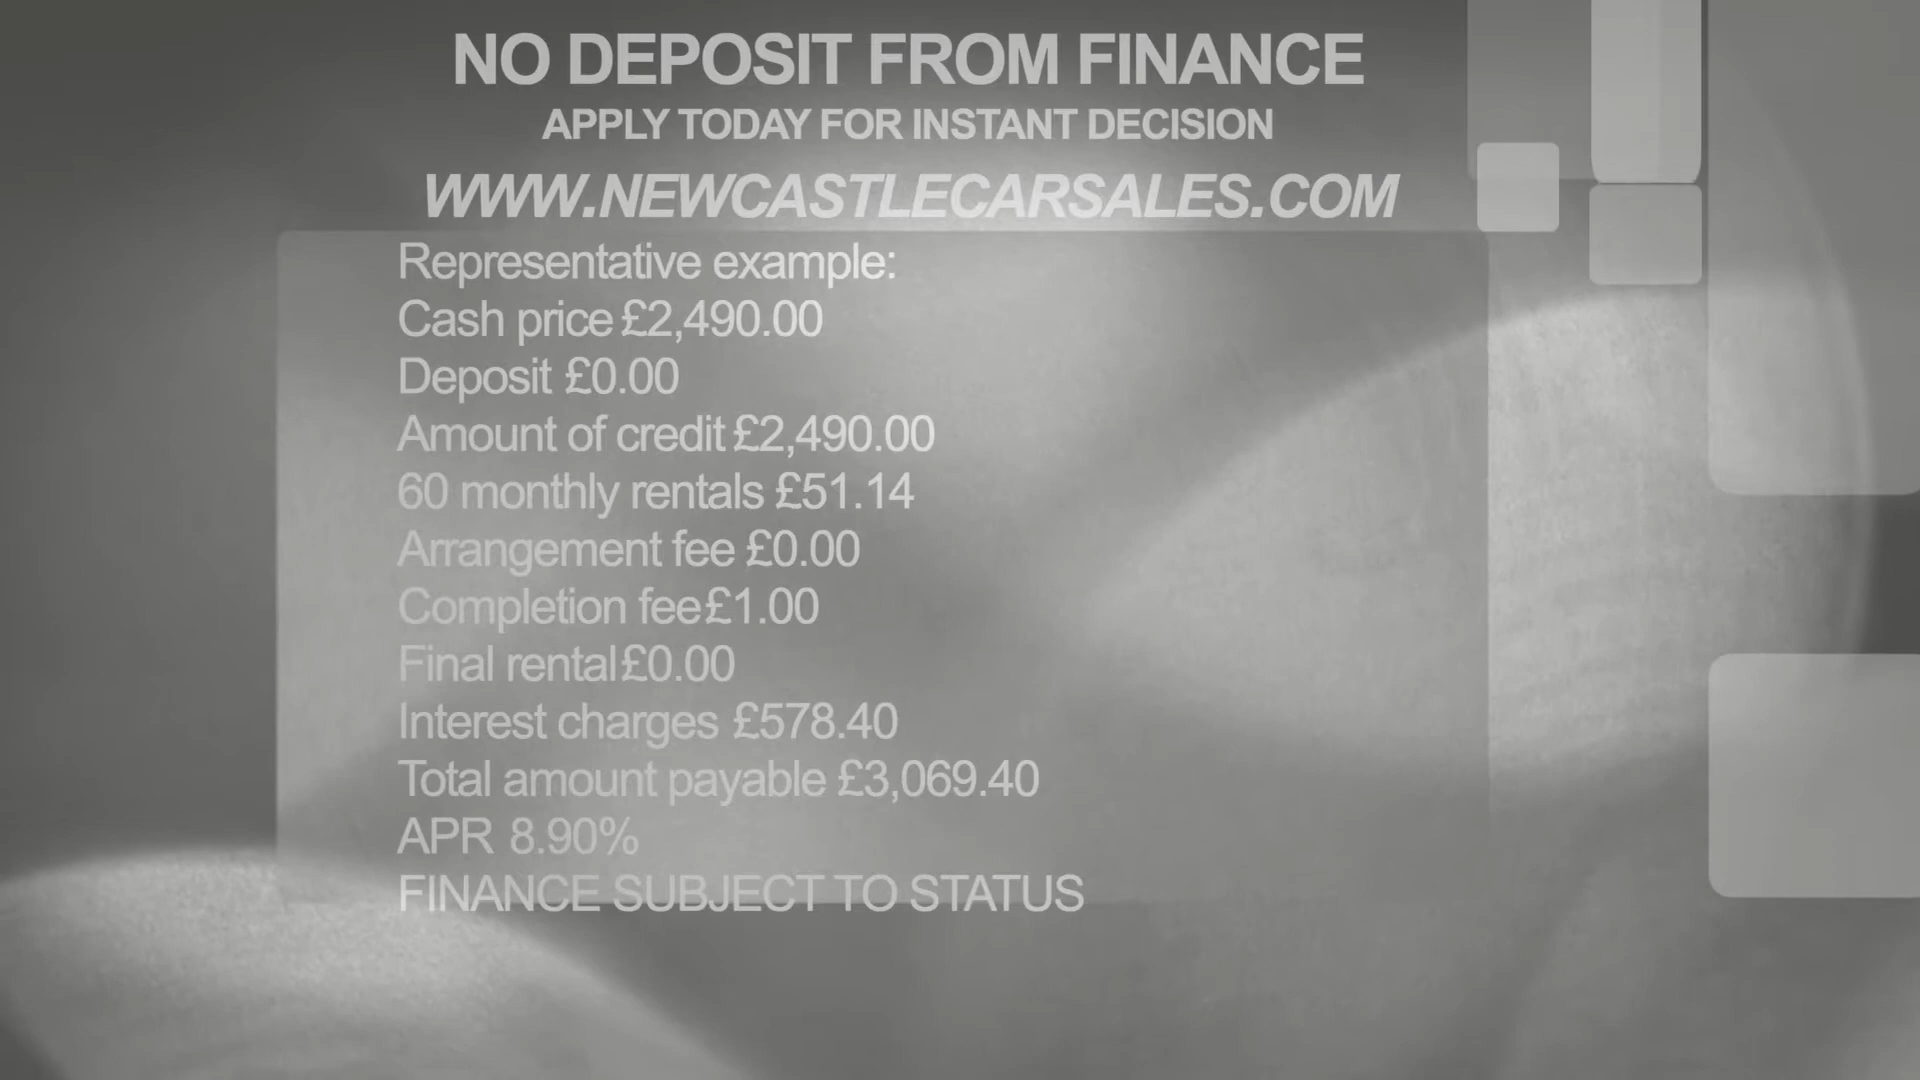 NO DEPOSIT FROM FINANCE
APPLY TODAY FOR INSTANT DECISION
WWW.NEWCASTLECARSALES.COM
Representative example:
Cash price £2,490.00
Deposit £0.00
Amount of credit £2,490.00
60 monthly rentals £51.14
Arrangement fee £0.00
Completion fee £1.00
Final rental £0.00
Interest charges £578.40
Total amount payable £3,069.40
APR 8.90%
FINANCE SUBJECT TO STATUS